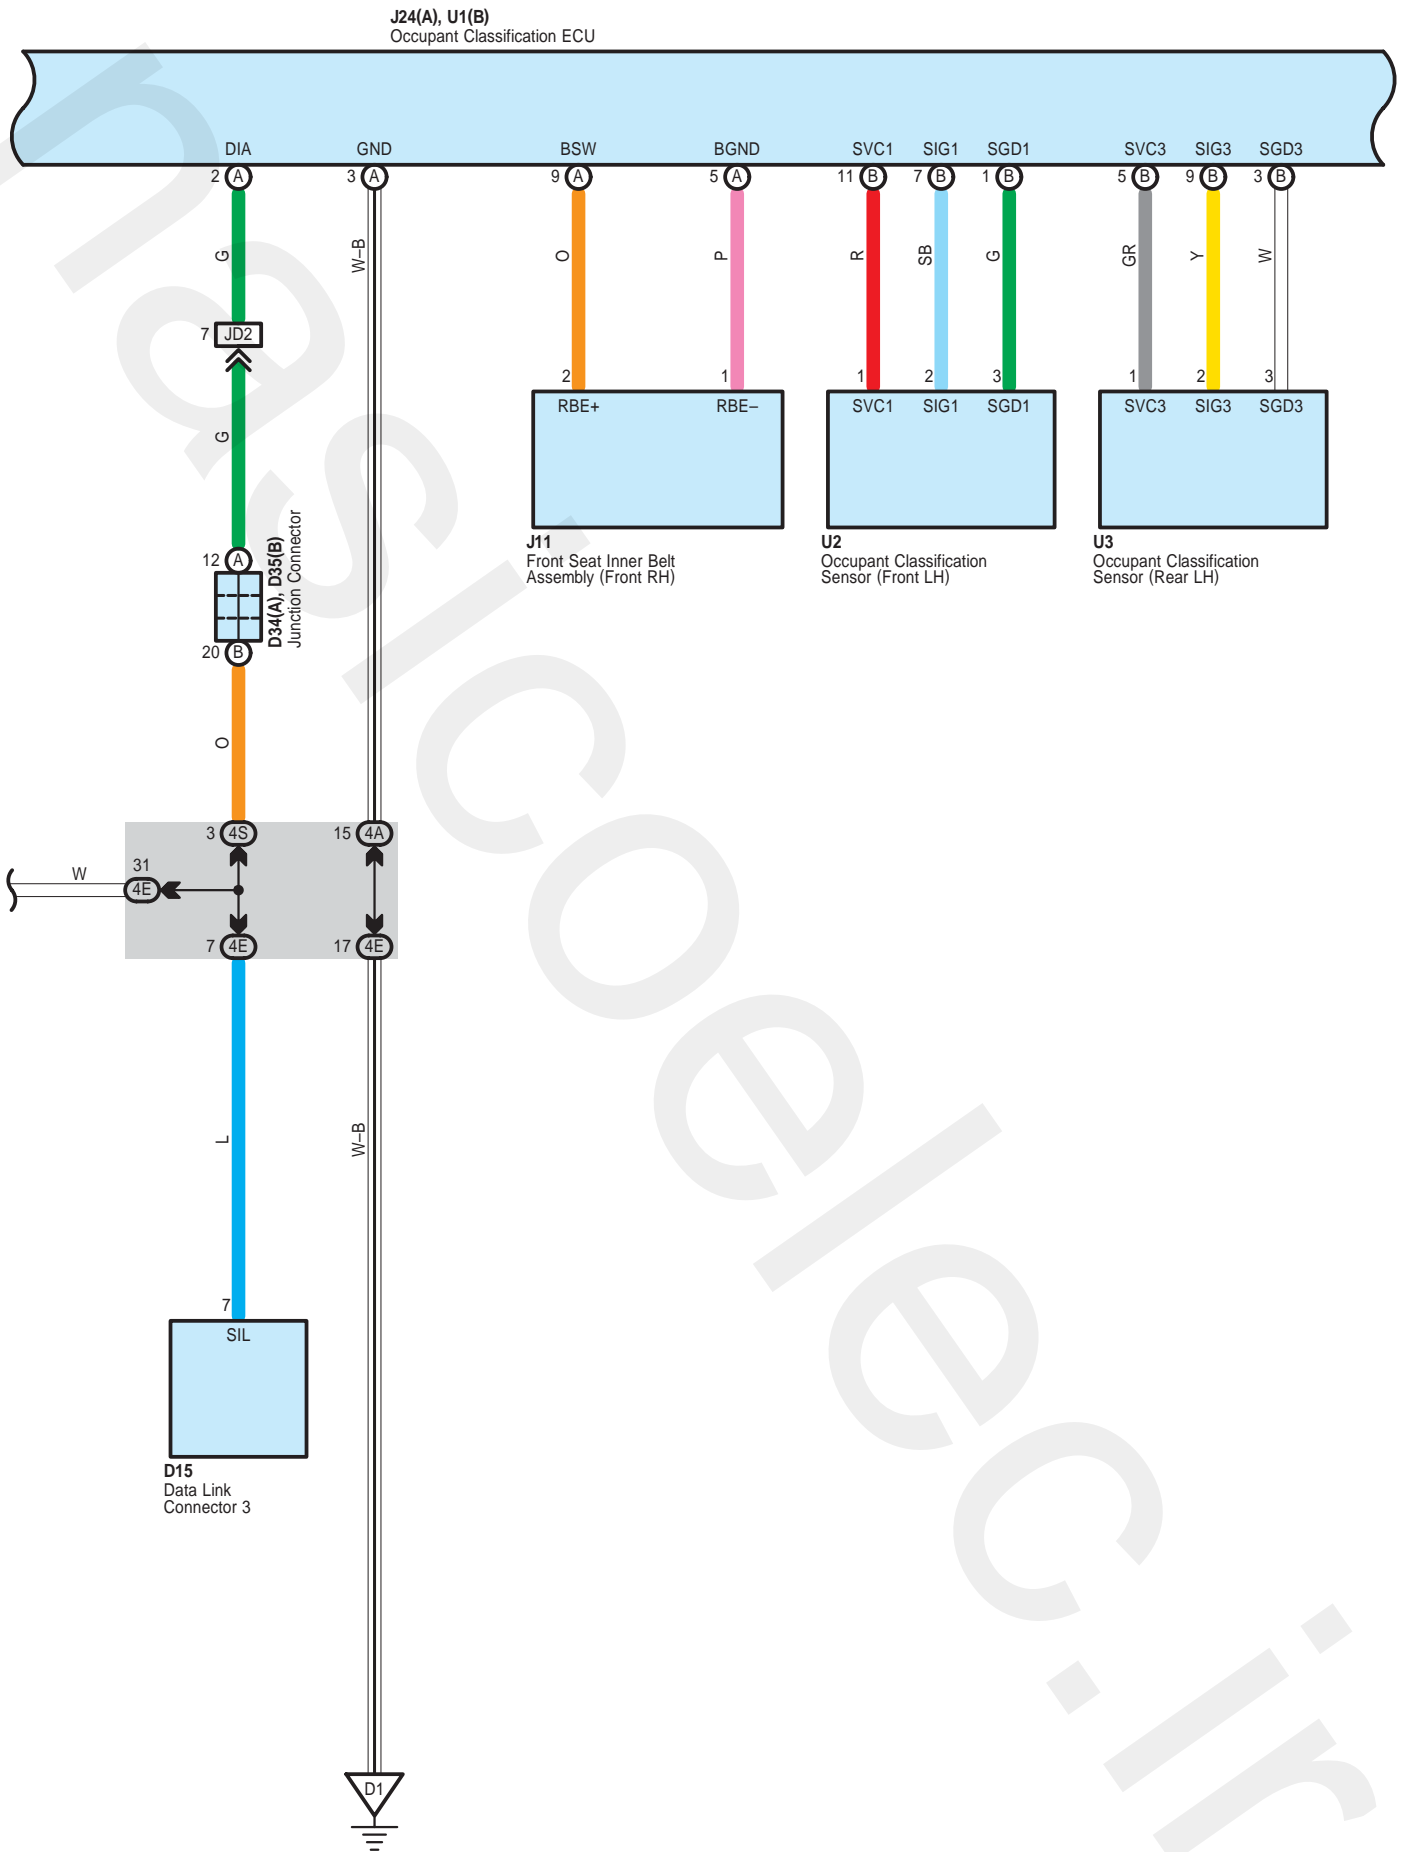 J24(A), U1(B)
Occupant Classification ECU
DIA GND BSW BGND SVC1 SIG1 SGD1 SVC3 SIG3 SGD3
2 A 3 A 9 A 5 A 11 B 7 B 1 B 5 B 9 B 3 B
G W–B O P R SB G GR Y W
7 JD2
2 1 1 2 3 1 2 3
RBE+ RBE– SVC1 SIG1 SGD1 SVC3 SIG3 SGD3
G
J11
Front Seat Inner Belt
Assembly (Front RH)
U2
Occupant Classification
Sensor (Front LH)
U3
Occupant Classification
Sensor (Rear LH)
12 A
D34(A), D35(B)
Junction Connector
20 B
O
3 4S 15 4A
W 31
4E
7 4E 17 4E
L W–B
7
SIL
D15
Data Link
Connector 3
D1
nasicoelec.ir